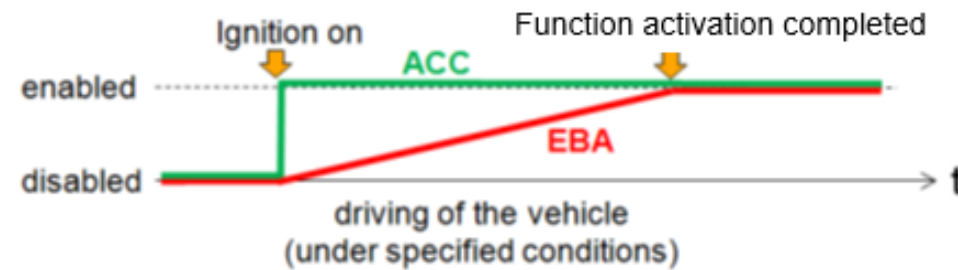 Ignition on
Function activation completed
ACC
enabled
EBA
disabled
t
driving of the vehicle
(under specified conditions)